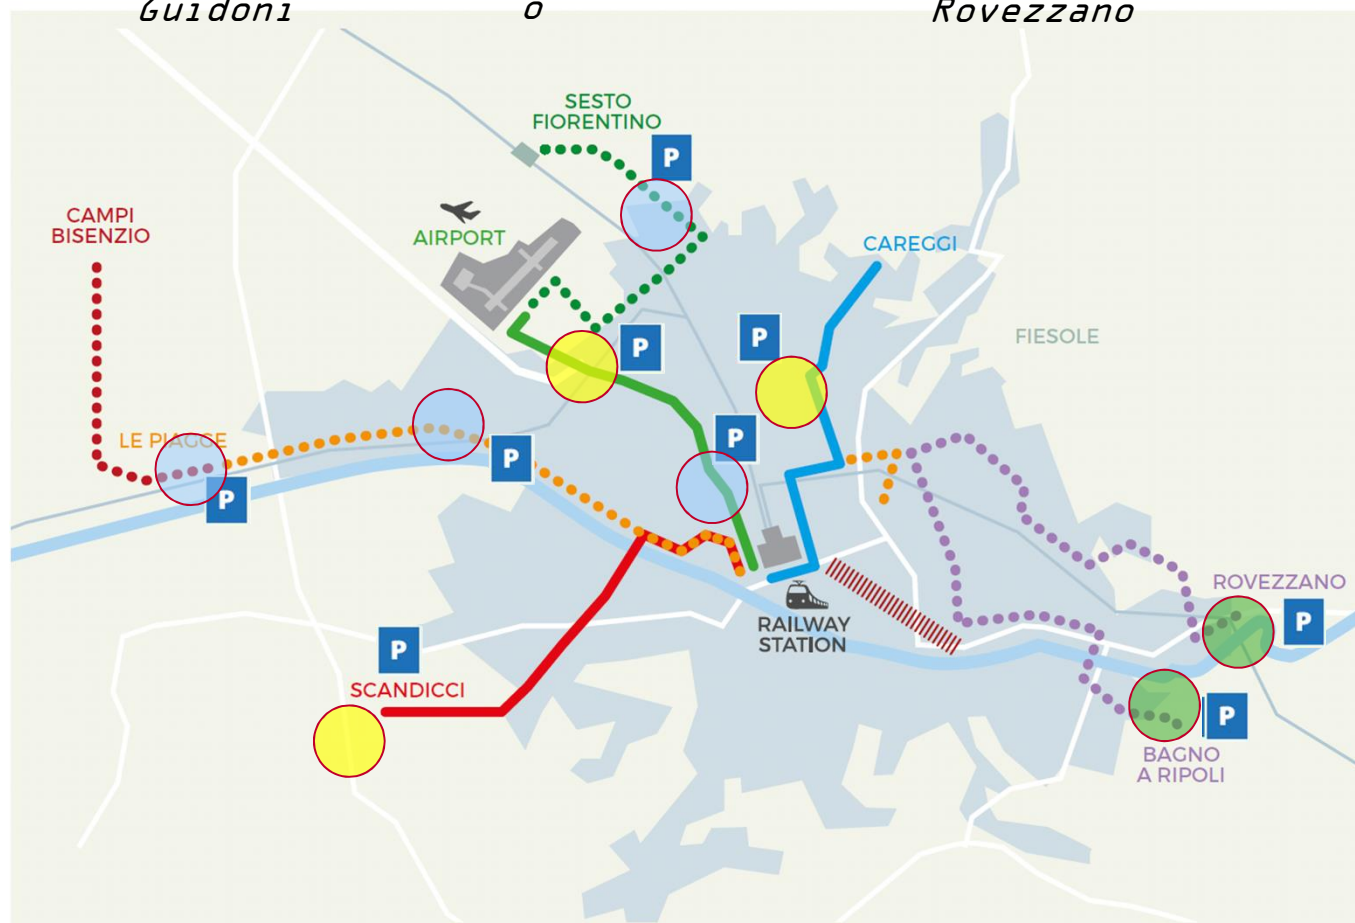 Guidoni
o
Rovezzano
SESTO
FIORENTINO
P
CAMPI
BISENZIO
AIRPORT
CAREGGI
P
P
FIESOLE
LE PIAGGE
P
P
P
ROVEZZANO
P
RAILWAY
STATION
P
SCANDICCI
P
BAGNO
A RIPOLI